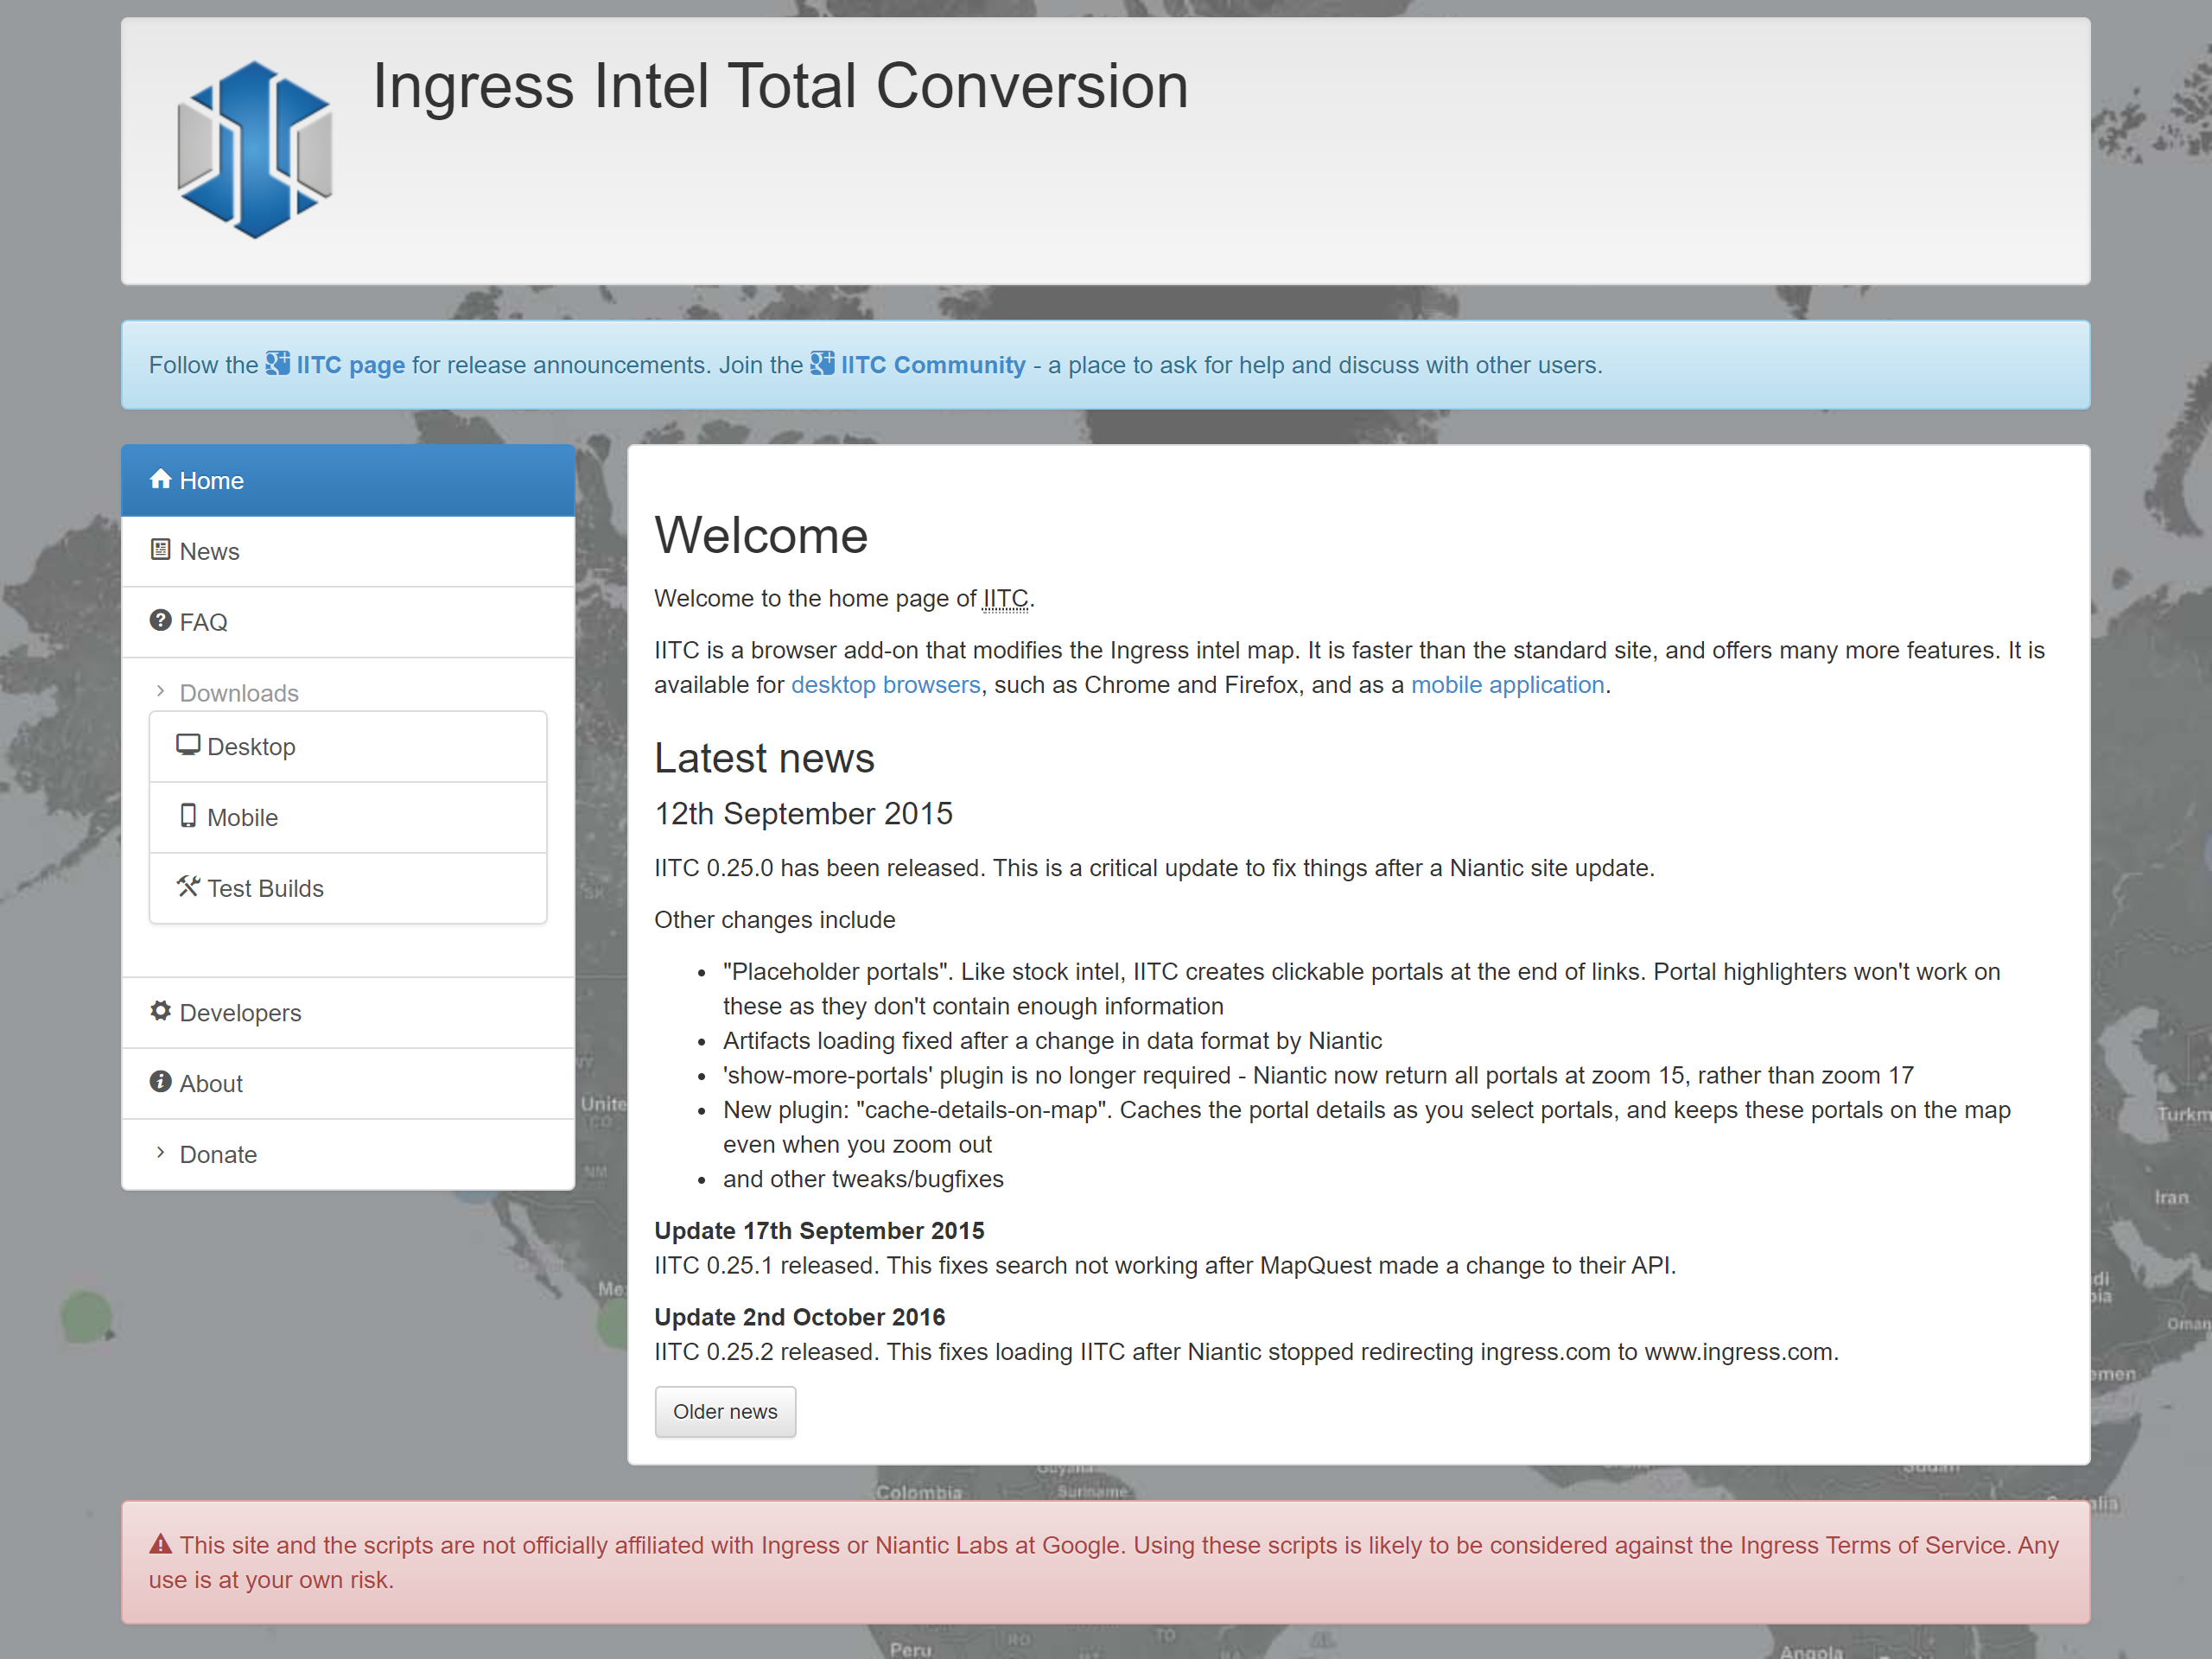 Ingress Intel Total Conversion
Follow the IITC page for release announcements. Join the IITC Community - a place to ask for help and discuss with other users.
Home
News
FAQ
Downloads
Desktop
Mobile
Test Builds
Developers
About
Donate
Welcome
Welcome to the home page of IITC.
IITC is a browser add-on that modifies the Ingress intel map. It is faster than the standard site, and offers many more features. It is
available for desktop browsers, such as Chrome and Firefox, and as a mobile application.
Latest news
12th September 2015
IITC 0.25.0 has been released. This is a critical update to fix things after a Niantic site update.
Other changes include
"Placeholder portals". Like stock intel, IITC creates clickable portals at the end of links. Portal highlighters won't work on
these as they don't contain enough information
Artifacts loading fixed after a change in data format by Niantic
'show-more-portals' plugin is no longer required - Niantic now return all portals at zoom 15, rather than zoom 17
New plugin: "cache-details-on-map". Caches the portal details as you select portals, and keeps these portals on the map
even when you zoom out
and other tweaks/bugfixes
Update 17th September 2015
IITC 0.25.1 released. This fixes search not working after MapQuest made a change to their API.
Update 2nd October 2016
IITC 0.25.2 released. This fixes loading IITC after Niantic stopped redirecting ingress.com to www.ingress.com.
Older news
This site and the scripts are not officially affiliated with Ingress or Niantic Labs at Google. Using these scripts is likely to be considered against the Ingress Terms of Service. Any
use is at your own risk.
Unite
NM
Turkm
Iran
Oman
Colombia
Suriname
Peru
RO
TO
Angola